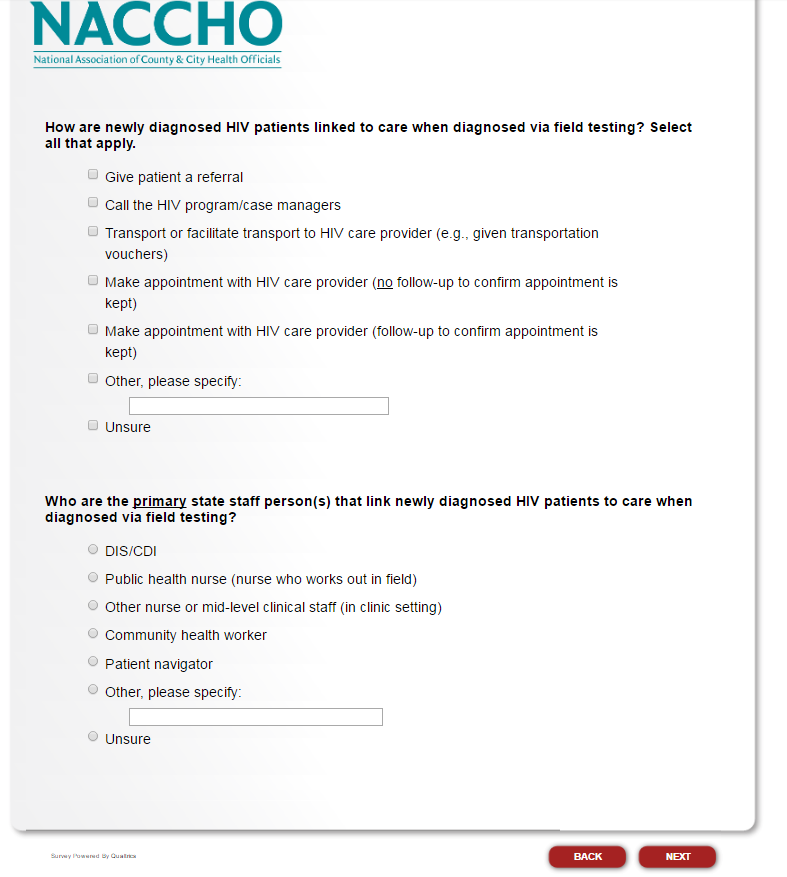 NACCHO
National Association of County & City Health Officials
How are newly diagnosed HIV patients linked to care when diagnosed via field testing? Select
all that apply.
Give patient a referral
Call the HIV program/case managers
Transport or facilitate transport to HIV care provider (e.g., given transportation
vouchers)
Make appointment with HIV care provider (no follow-up to confirm appointment is
kept)
Make appointment with HIV care provider (follow-up to confirm appointment is
kept)
Other, please specify:
Unsure
Who are the primary state staff person(s) that link newly diagnosed HIV patients to care when
diagnosed via field testing?
DIS/CDI
Public health nurse (nurse who works out in field)
Other nurse or mid-level clinical staff (in clinic setting)
Community health worker
Patient navigator
Other, please specify:
Unsure
Survey Powered By Qualtrics
BACK
NEXT